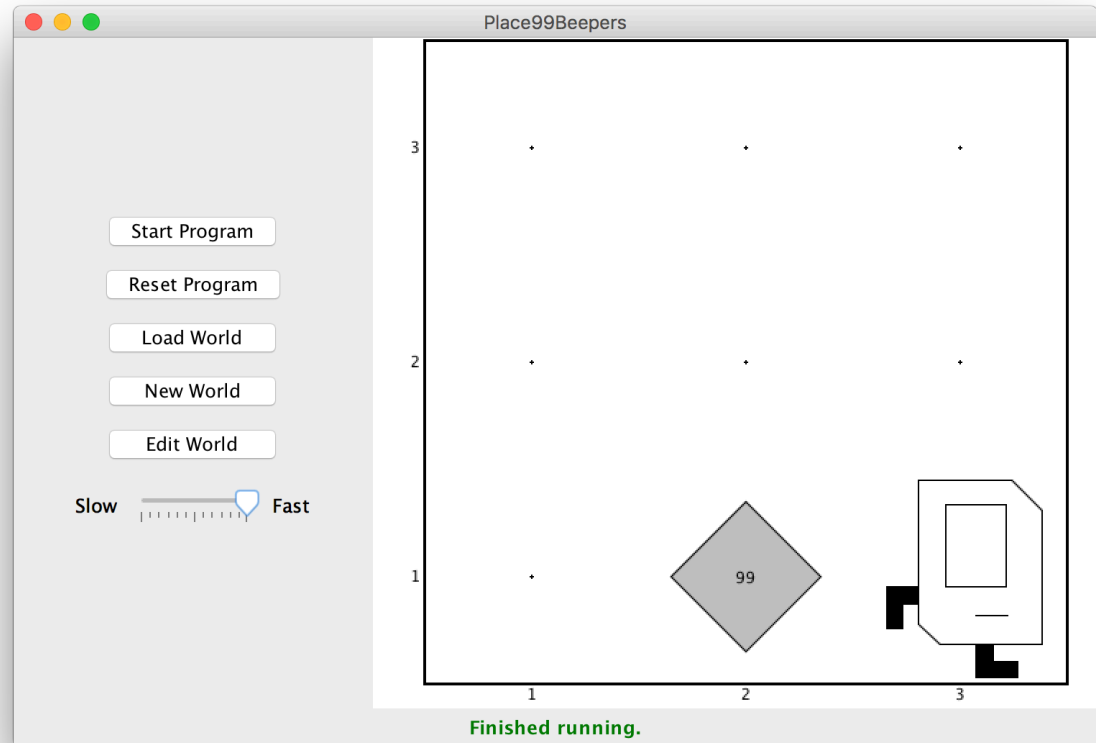 Place99Beepers
3
Start Program
Reset Program
Load World
2
New World
Edit World
Slow Fast
1 99
1 2 3
Finished running.